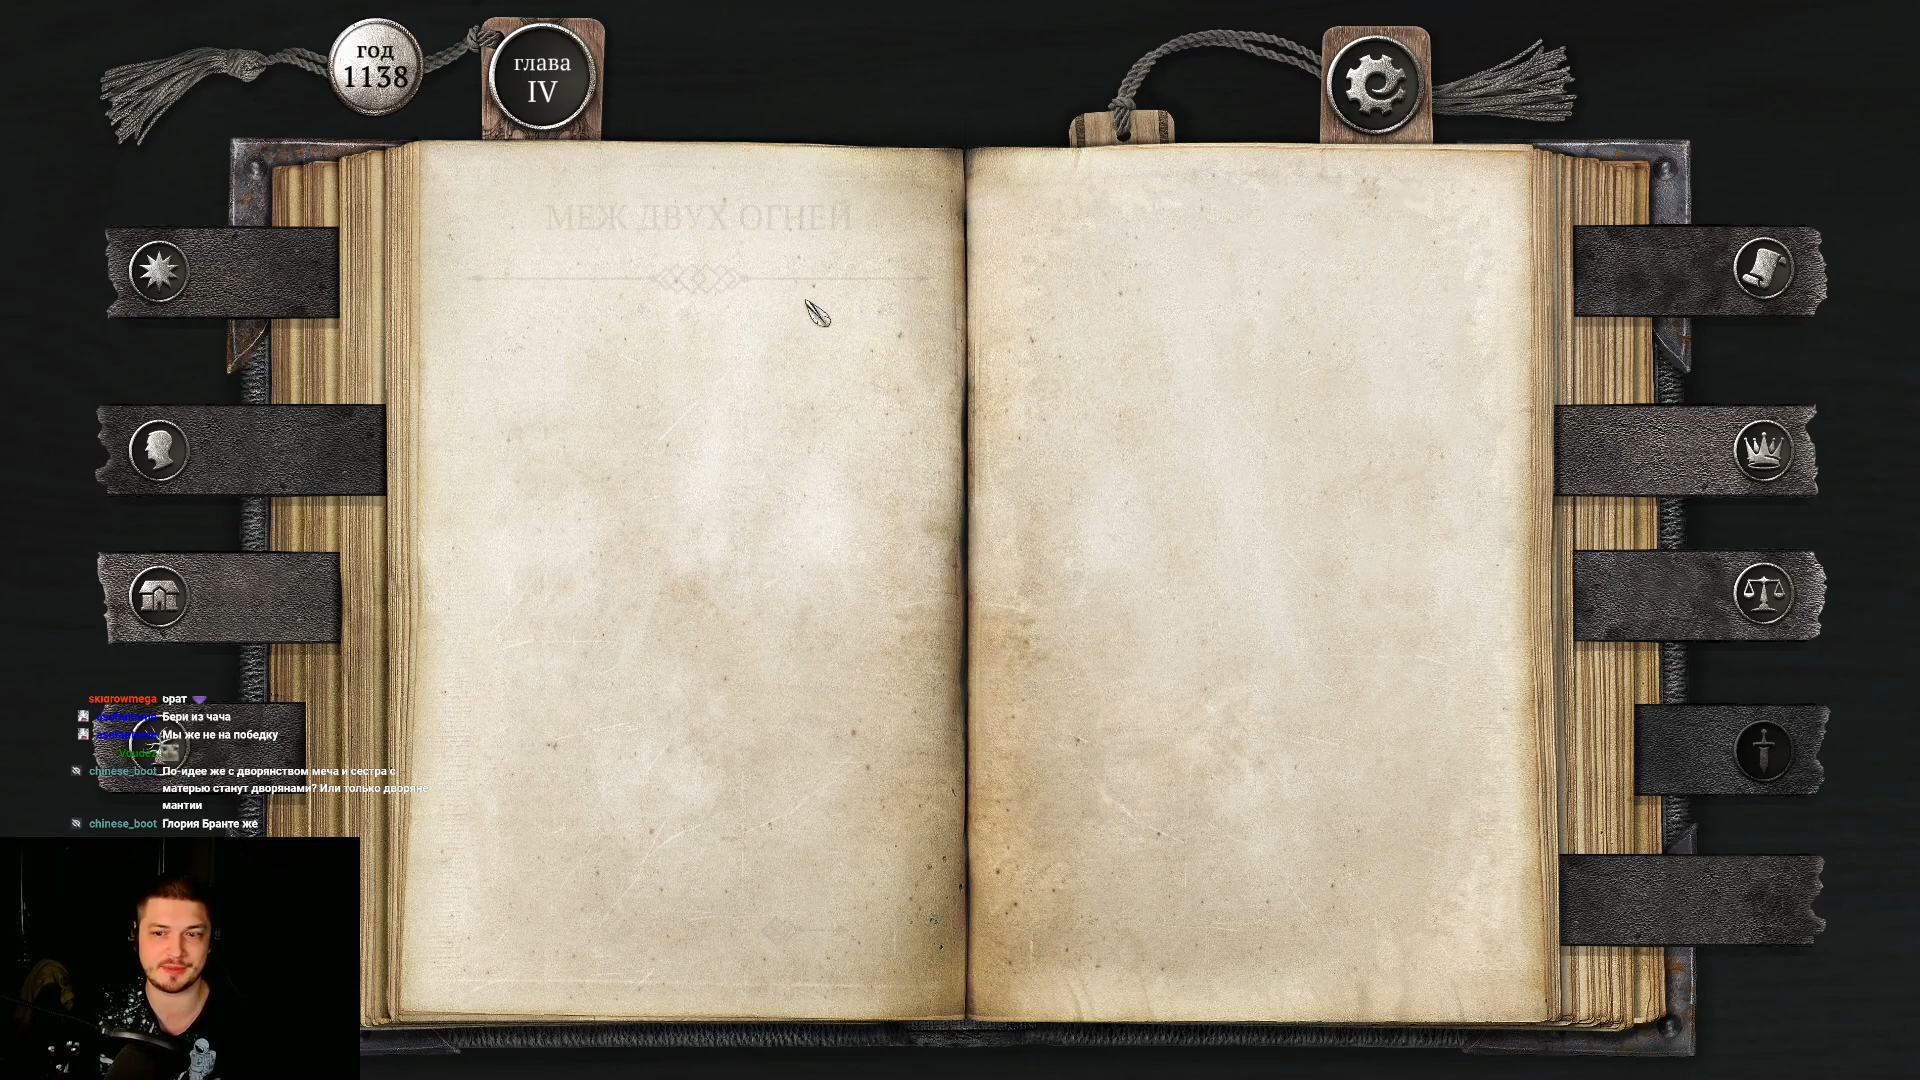 год
1138
глава
IV
МЕЖ ДВУХ ОГНЕЙ
skidrowmega брат
Бери из чача
Мы же не на победку
chinese_boot По-идее же с дворянством меча и сестра с
матерью станут дворянами? Или только дворяне
мантии
chinese_boot Глория Бранте же